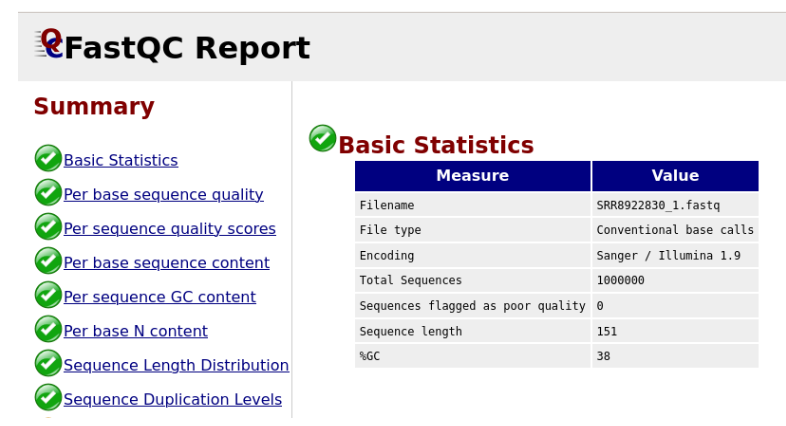 FastQC Report
Summary
Basic Statistics
Per base sequence quality
Per sequence quality scores
Per base sequence content
Per sequence GC content
Per base N content
Sequence Length Distribution
Sequence Duplication Levels
Basic Statistics
Measure Value
Filename SRR8922830_1.fastq
File type Conventional base calls
Encoding Sanger / Illumina 1.9
Total Sequences 1000000
Sequences flagged as poor quality 0
Sequence length 151
%GC 38